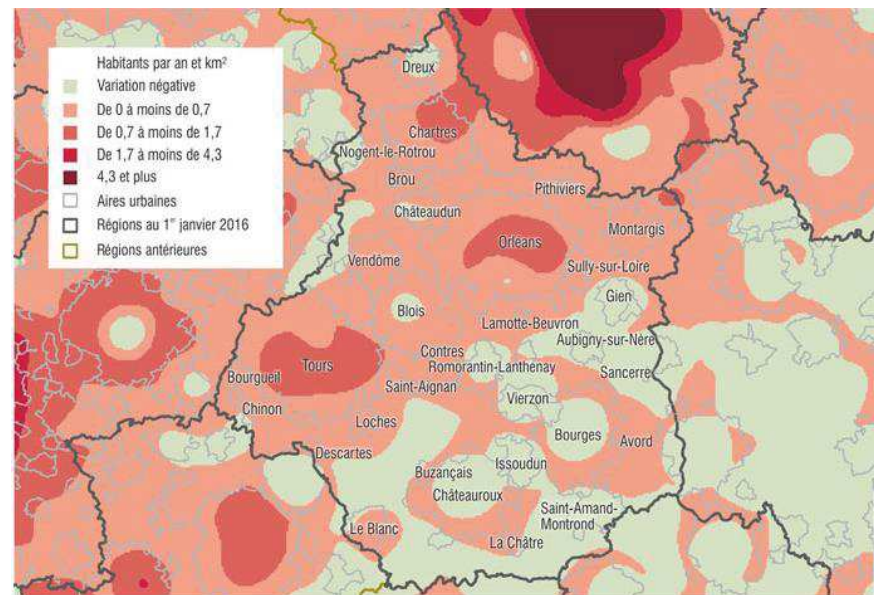 Habitants par an et km²
Variation négative
De 0 à moins de 0,7
De 0,7 à moins de 1,7
De 1,7 à moins de 4,3
4,3 et plus
Aires urbaines
Régions au 1er janvier 2016
Régions antérieures
Dreux
Chartres
Nogent-le-Rotrou
Brou
Pithiviers
Châteaudun
Montargis
Orléans
Vendôme
Sully-sur-Loire
Gien
Blois
Lamotte-Beuvron
Aubigny-sur-Nère
Contres
Tours
Romorantin-Lanthenay
Bourgueil
Sancerre
Saint-Aignan
Vierzon
Chinon
Loches
Bourges
Avord
Descartes
Issoudun
Buzançais
Châteauroux
Saint-Amand-
Montrond
Le Blanc
La Châtre